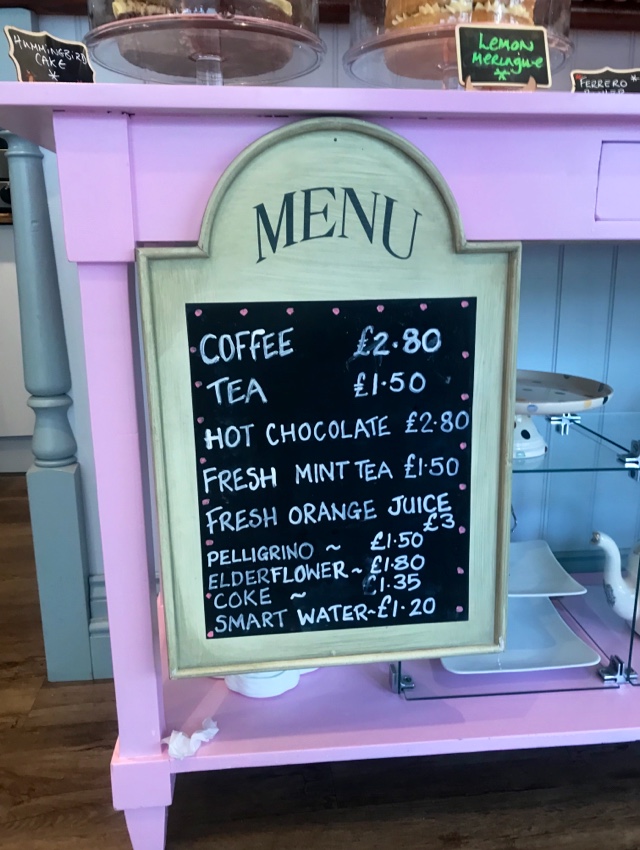 HUMMINGBIRD
CAKE
*
Lemon
Meringue
*
FERRERO *
MENU
COFFEE £2.80
TEA £1.50
HOT CHOCOLATE £2.80
FRESH MINT TEA £1.50
FRESH ORANGE JUICE
£3
PELLIGRINO ~ £1.50
ELDERFLOWER ~ £1.80
COKE ~ £1.35
SMART WATER ~ £1.20